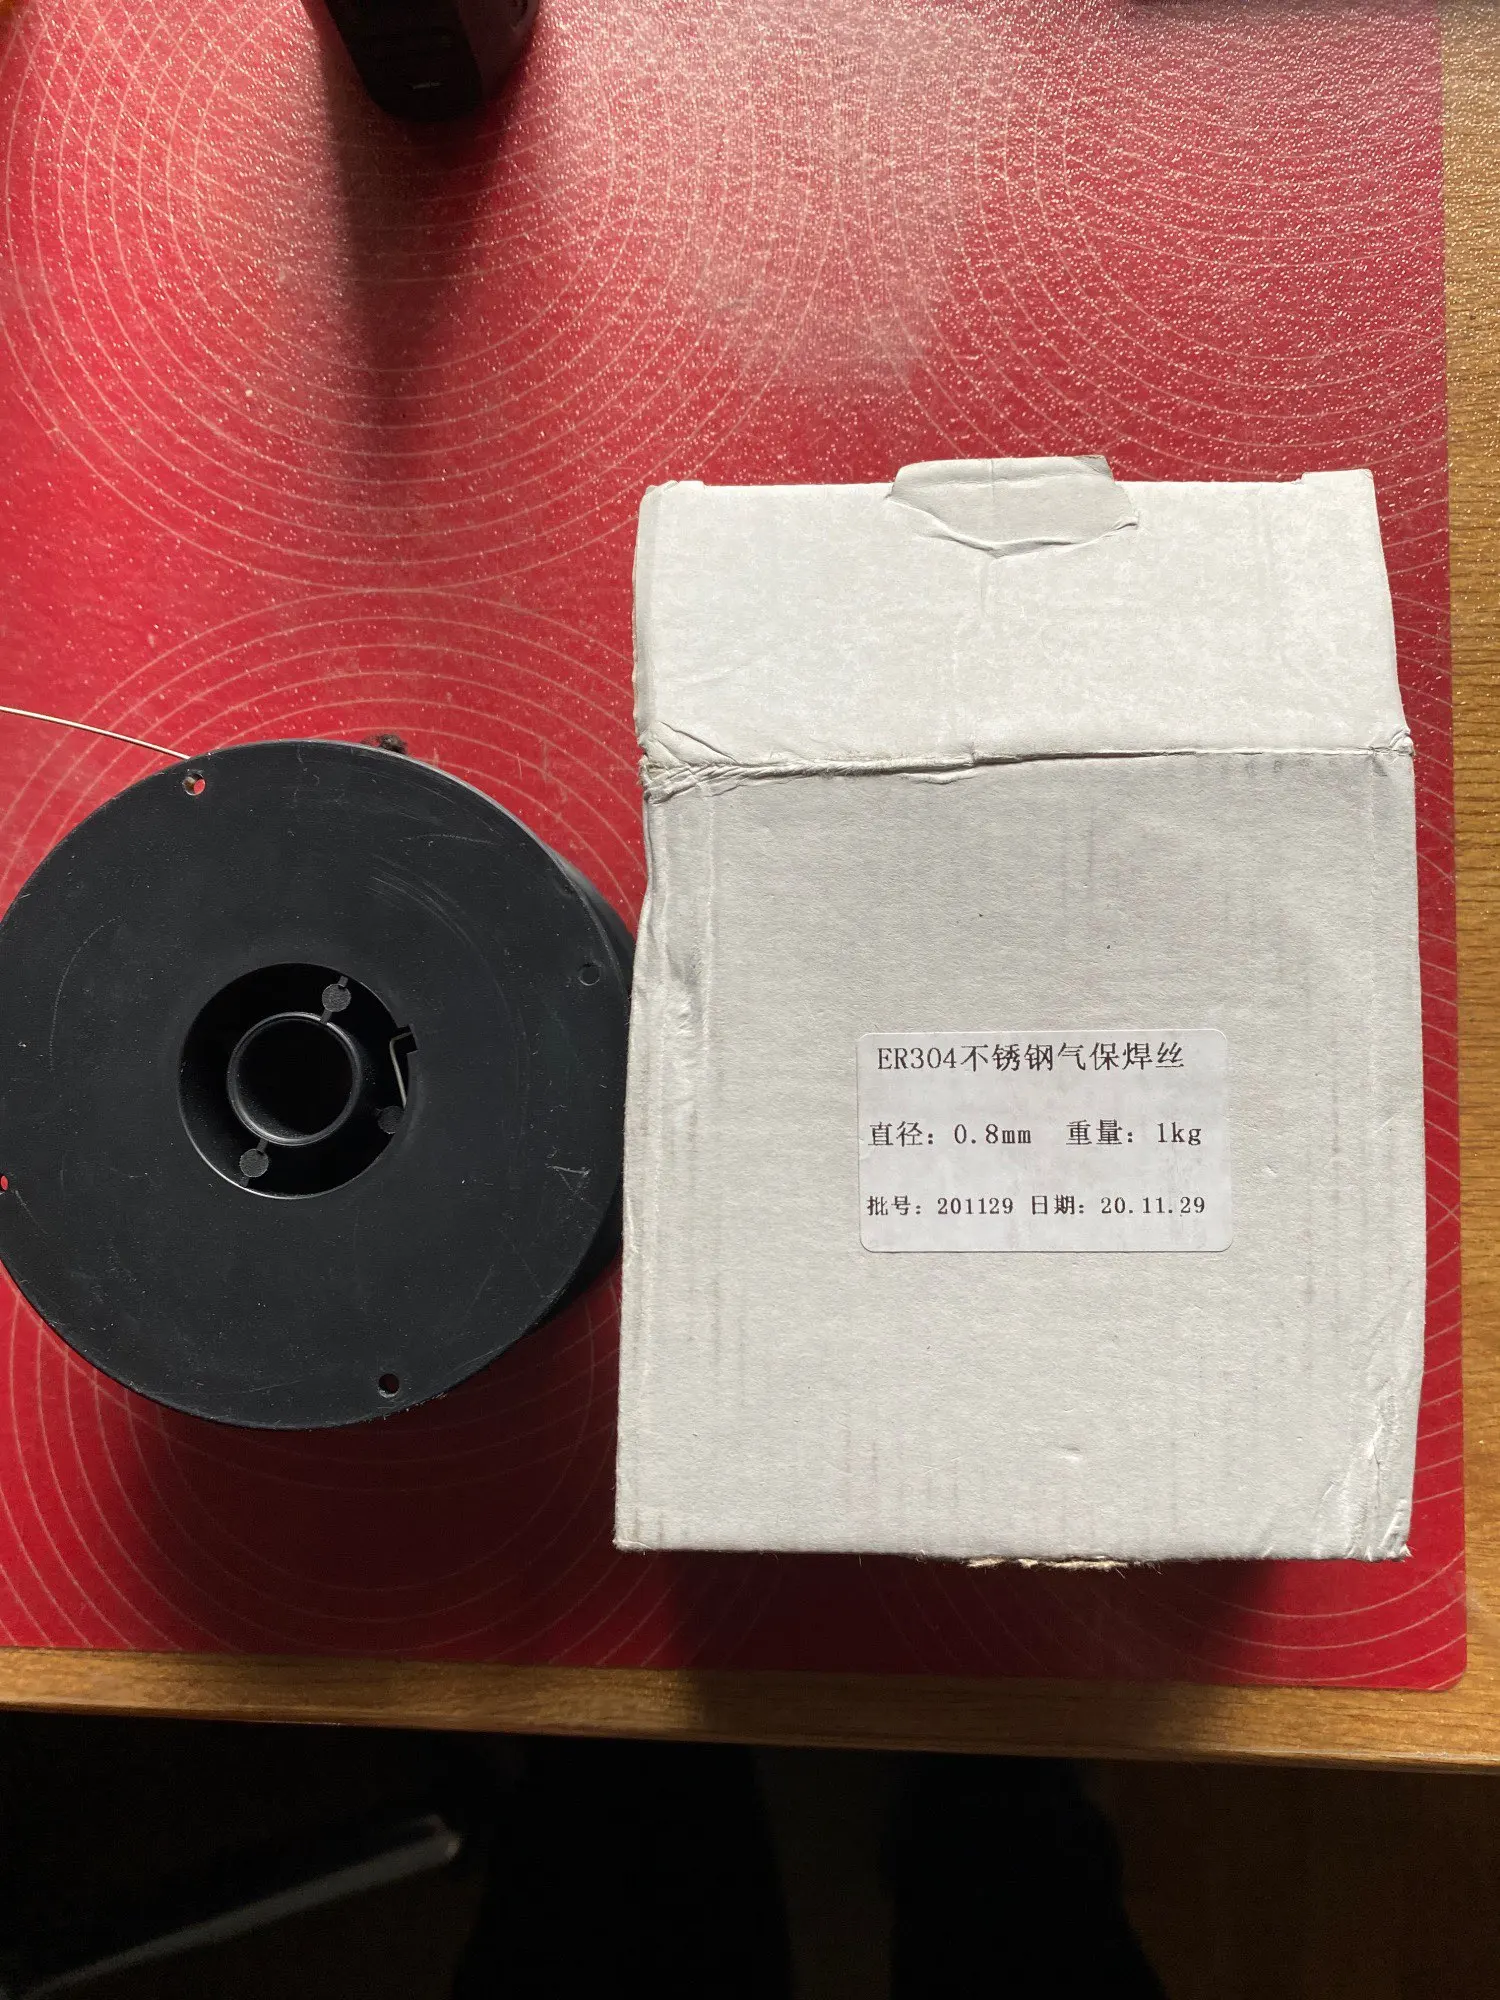 ER304不锈钢气保焊丝
直径：0.8mm 重量：1kg
批号：201129 日期：20.11.29